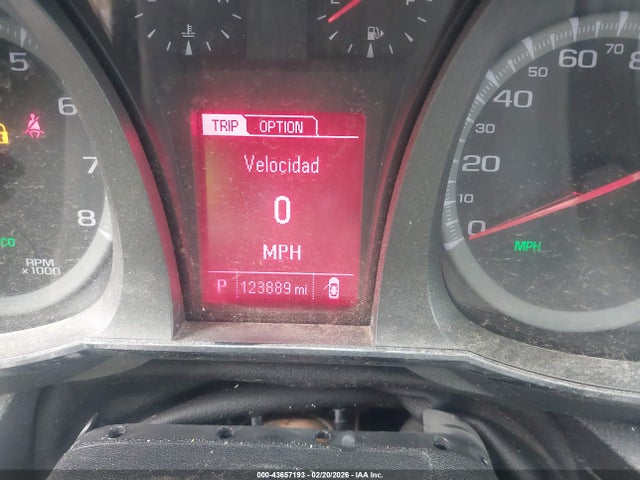 H
E
F
5
6
7
8
RPM
x1000
TRIP OPTION
Velocidad
0
MPH
P 123889 mi
0
10
20
30
40
50
60
70
8
MPH
000-43657193 - 02/20/2026 - IAA Inc.